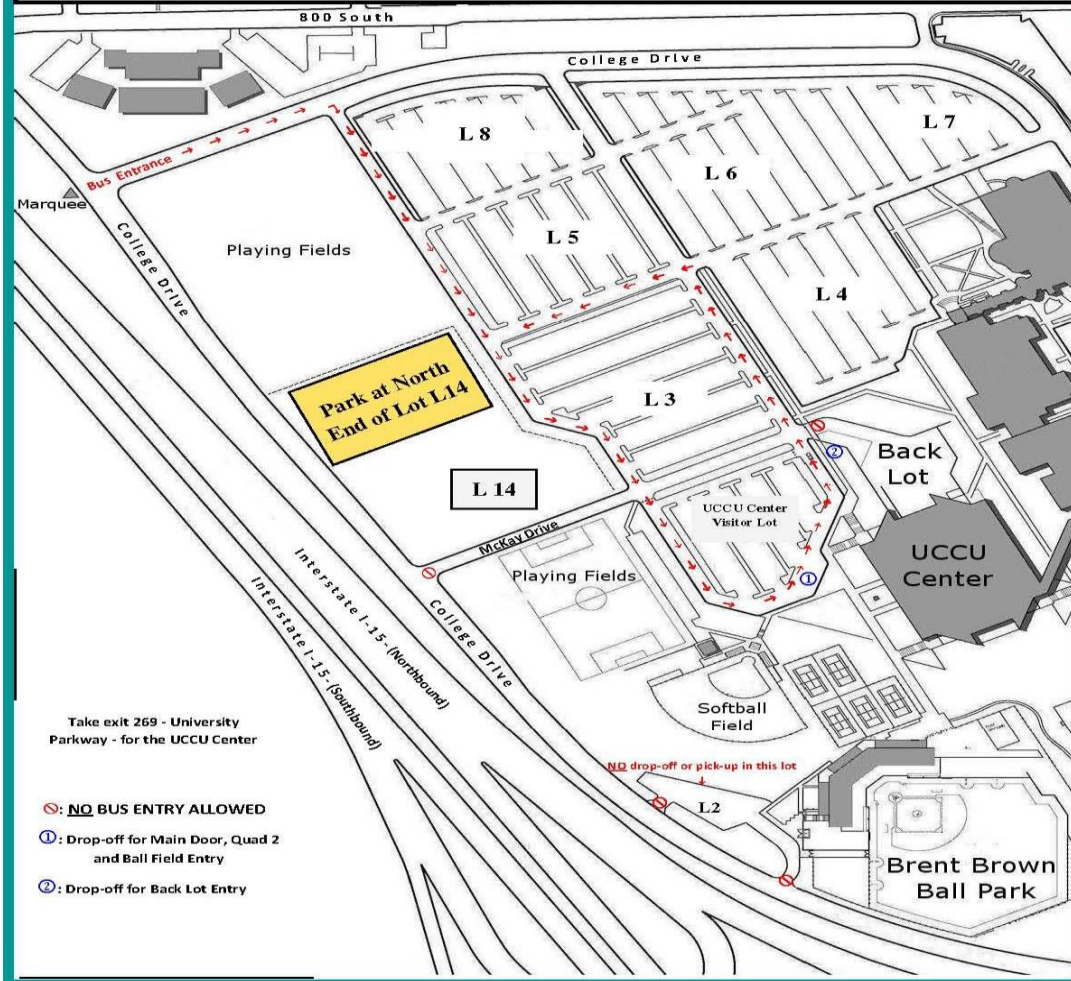 800 South
College Drive
L 8
L 7
L 6
Bus Entrance
Marquee
College Drive
Playing Fields
L 5
L 4
Park at North
End of Lot L14
L 3
2
Back
Lot
L 14
UCCU Center
Visitor Lot
McKay Drive
UCCU
Center
Playing Fields
1
Interstate I-15- (Northbound)
Interstate I-15- (Southbound)
College Drive
Softball
Field
Take exit 269 - University
Parkway - for the UCCU Center
NO drop-off or pick-up in this lot
L2
: NO BUS ENTRY ALLOWED
1: Drop-off for Main Door, Quad 2
and Ball Field Entry
2: Drop-off for Back Lot Entry
Brent Brown
Ball Park